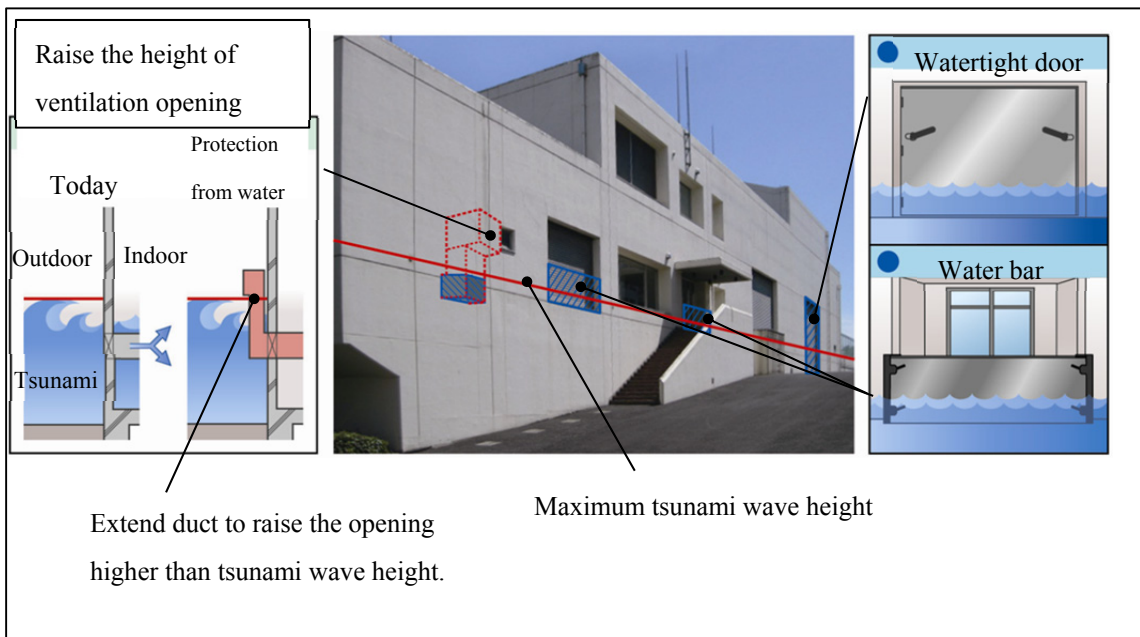 Raise the height of
ventilation opening
Protection
from water
Today
Outdoor
Indoor
Tsunami
Extend duct to raise the opening
higher than tsunami wave height.
Maximum tsunami wave height
Watertight door
Water bar